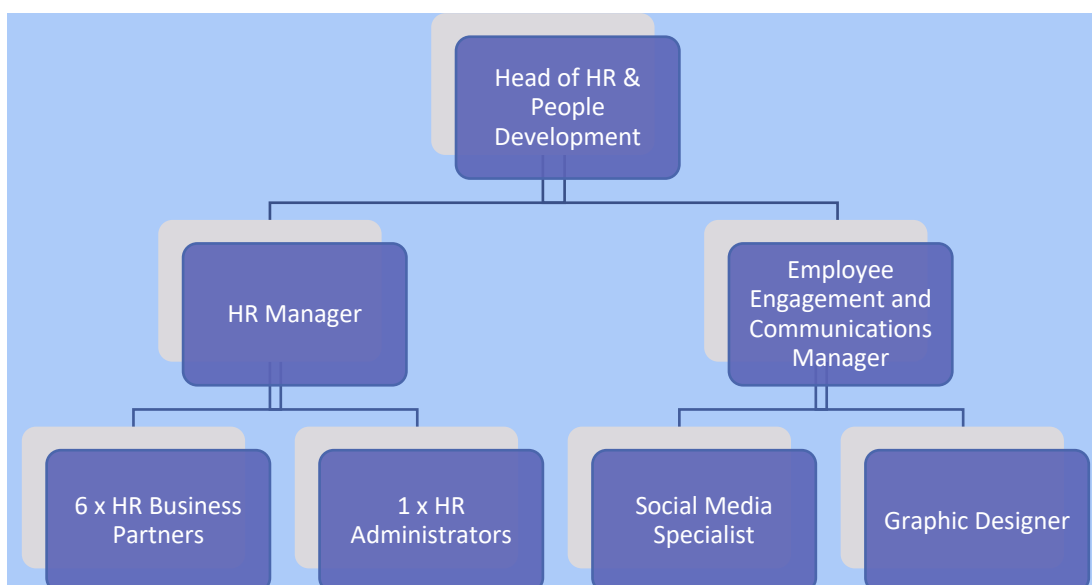 Head of HR &
People
Development
HR Manager
Employee
Engagement and
Communications
Manager
6 x HR Business
Partners
1 x HR
Administrators
Social Media
Specialist
Graphic Designer